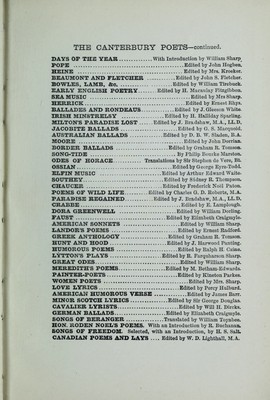 THE CANTERBURY POETS—continued.
DAYS OF THE YEAR With Introduction by William Sharp
POPE Edited by John Hogben.
HEINE Edited by Mrs. Kroeker.
BEAUMONT AND FLETCHER Edited by John S. Fletcher.
BOWLES, LAMB, &c. Edited by William Tirebuck.
EARLY ENGLISH POETRY Edited by H. Macaulay Fitzgibbon.
SEA MUSIC Edited by Mrs Sharp.
HERRICK Edited by Ernest Rhys.
BALLADES AND RONDEAUS Edited by J. Gleeson White.
IRISH MINSTRELSY Edited by H. Halliday Sparling.
MILTON'S PARADISE LOST Edited by J. Bradshaw, M.A., LL.D.
JACOBITE BALLADS Edited by G. S. Macquoid.
AUSTRALIAN BALLADS Edited by D. B. W. Sladen, B.A.
MOORE Edited by John Dorrian.
BORDER BALLADS Edited by Graham R. Tomson.
SONG-TIDE By Philip Bourke Marston.
ODES OF HORACE Translations by Sir Stephen de Vere, Bt.
OSSIAN Edited by George Eyre-Todd.
ELFIN MUSIC Edited by Arthur Edward Waite.
SOUTHEY Edited by Sidney R. Thompson.
CHAUCER Edited by Frederick Noël Paton.
POEMS OF WILD LIFE Edited by Charles G. D. Roberts, M.A.
PARADISE REGAINED Edited by J. Bradshaw, M.A., LL.D.
CRABBE Edited by E. Lamplough.
DORA GREENWELL Edited by William Dorling.
FAUST Edited by Elizabeth Craigmyle.
AMERICAN SONNETS Edited by William Sharp.
LANDOR'S POEMS Edited by Ernest Radford.
GREEK ANTHOLOGY Edited by Graham R. Tomson.
HUNT AND HOOD Edited by J. Harwood Panting.
HUMOROUS POEMS Edited by Ralph H. Caine.
LYTTON'S PLAYS Edited by R. Farquharson Sharp.
GREAT ODES Edited by William Sharp.
MEREDITH'S POEMS Edited by M. Betham-Edwards.
PAINTER-POETS Edited by Kineton Parkes.
WOMEN POETS Edited by Mrs. Sharp.
LOVE LYRICS Edited by Percy Hulburd.
AMERICAN HUMOROUS VERSE Edited by James Barr.
MINOR SCOTCH LYRICS Edited by Sir George Douglas.
CAVALIER LYRISTS Edited by Will H. Dircks.
GERMAN BALLADS Edited by Elizabeth Craigmyle.
SONGS OF BERANGER Translated by William Toynbee.
HON. RODEN NOEL'S POEMS. With an Introduction by R. Buchanan.
SONGS OF FREEDOM. Selected, with an Introduction, by H. S. Salt.
CANADIAN POEMS AND LAYS Edited by W. D. Lighthall, M.A.